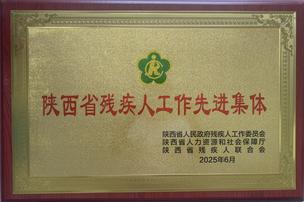 陕西省残疾人工作先进集体
陕西省人民政府残疾人工作委员会
陕西省人力资源和社会保障厅
陕西省残疾人联合会
2025年6月